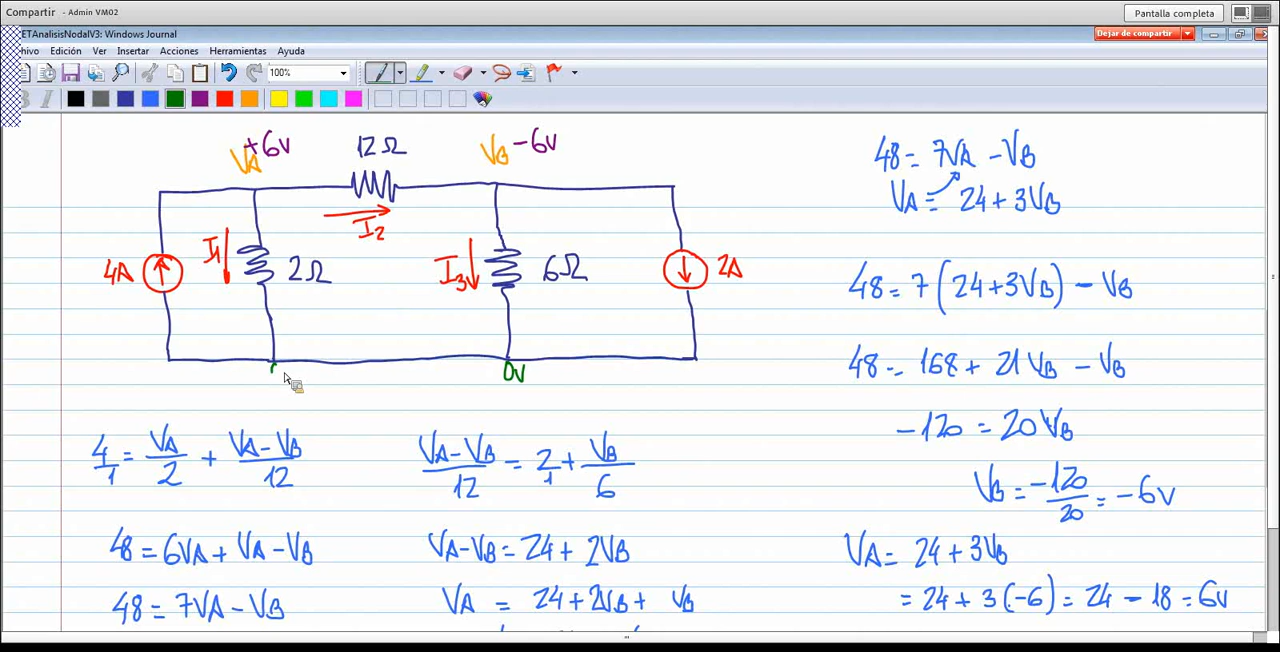 Compartir - Admin VM02
Pantalla completa
ETAnalisisNodalV3: Windows Journal
Dejar de compartir
hivo Edición Ver Insertar Acciones Herramientas Ayuda
100%
VA +6V 12Ω VB -6V
I2
4A I1 2Ω I3 6Ω 2A
0V
4/1 = VA/2 + (VA-VB)/12
48 = 6VA + VA - VB
48 = 7VA - VB
(VA-VB)/12 = 2/1 + VB/6
VA-VB = 24 + 2VB
VA = 24 + 2VB + VB
48 = 7VA - VB
VA = 24 + 3VB
48 = 7(24+3VB) - VB
48 = 168 + 21VB - VB
-120 = 20VB
VB = -120/20 = -6V
VA = 24 + 3VB
= 24 + 3(-6) = 24 - 18 = 6V